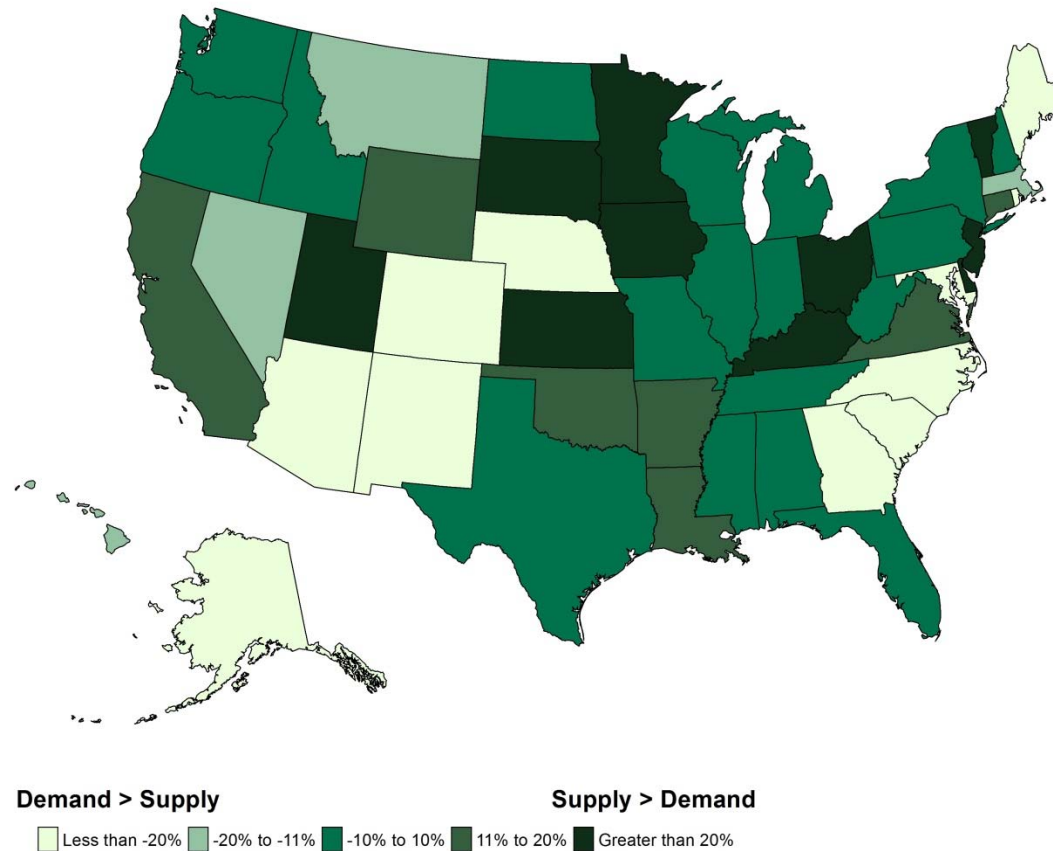 Demand > Supply Supply > Demand
Less than -20% -20% to -11% -10% to 10% 11% to 20% Greater than 20%